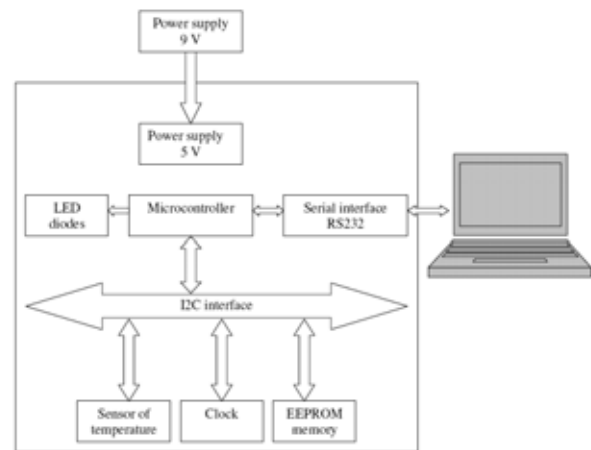 Power supply
9 V
Power supply
5 V
LED
diodes
Microcontroller
Serial interface
RS232
I2C interface
Sensor of
temperature
Clock
EEPROM
memory